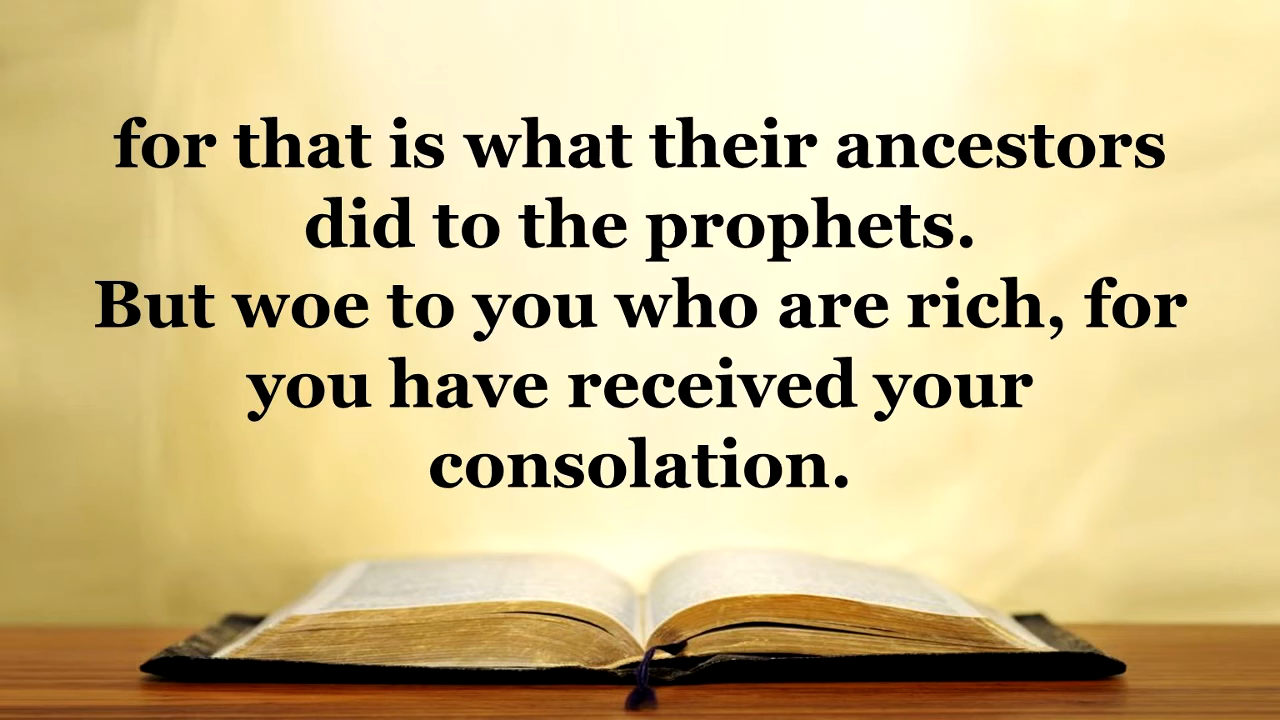 for that is what their ancestors
did to the prophets.
But woe to you who are rich, for
you have received your
consolation.